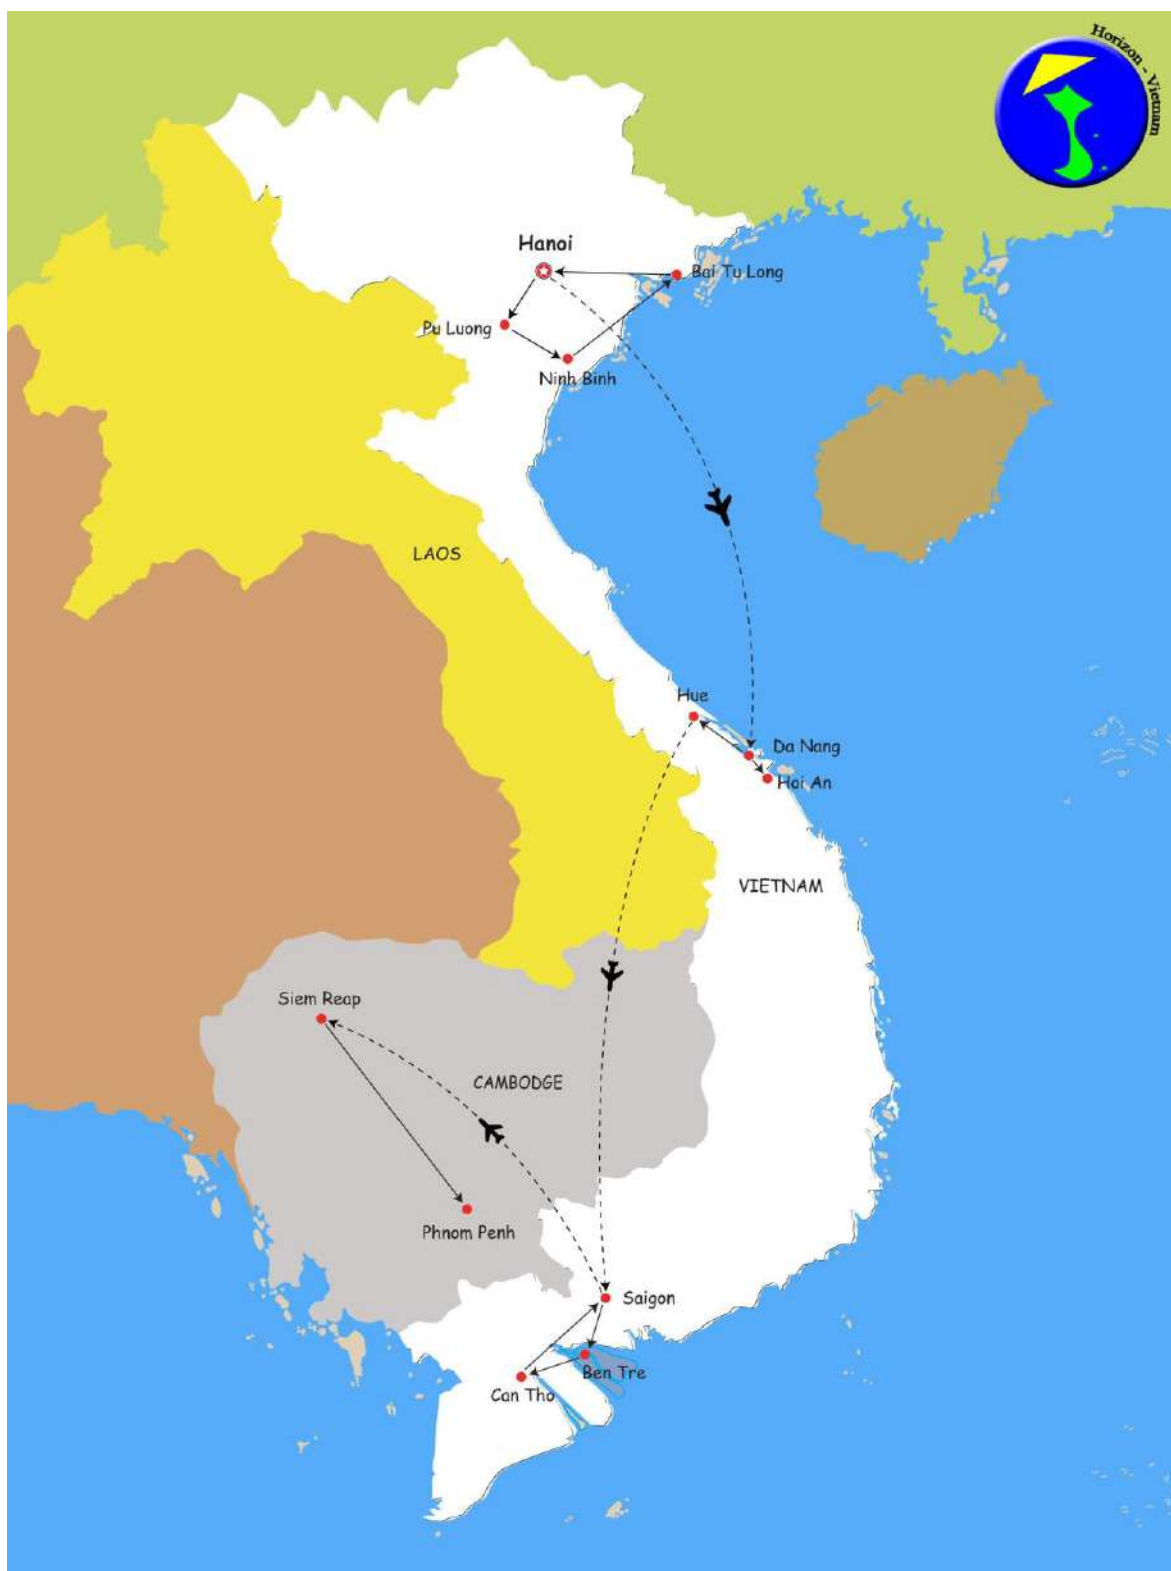 Horizon - Vietnam
Hanoi
Bai Tu Long
Pu Luong
Ninh Binh
LAOS
Hue
Da Nang
Hoi An
VIETNAM
Siem Reap
CAMBODGE
Phnom Penh
Saigon
Ben Tre
Can Tho